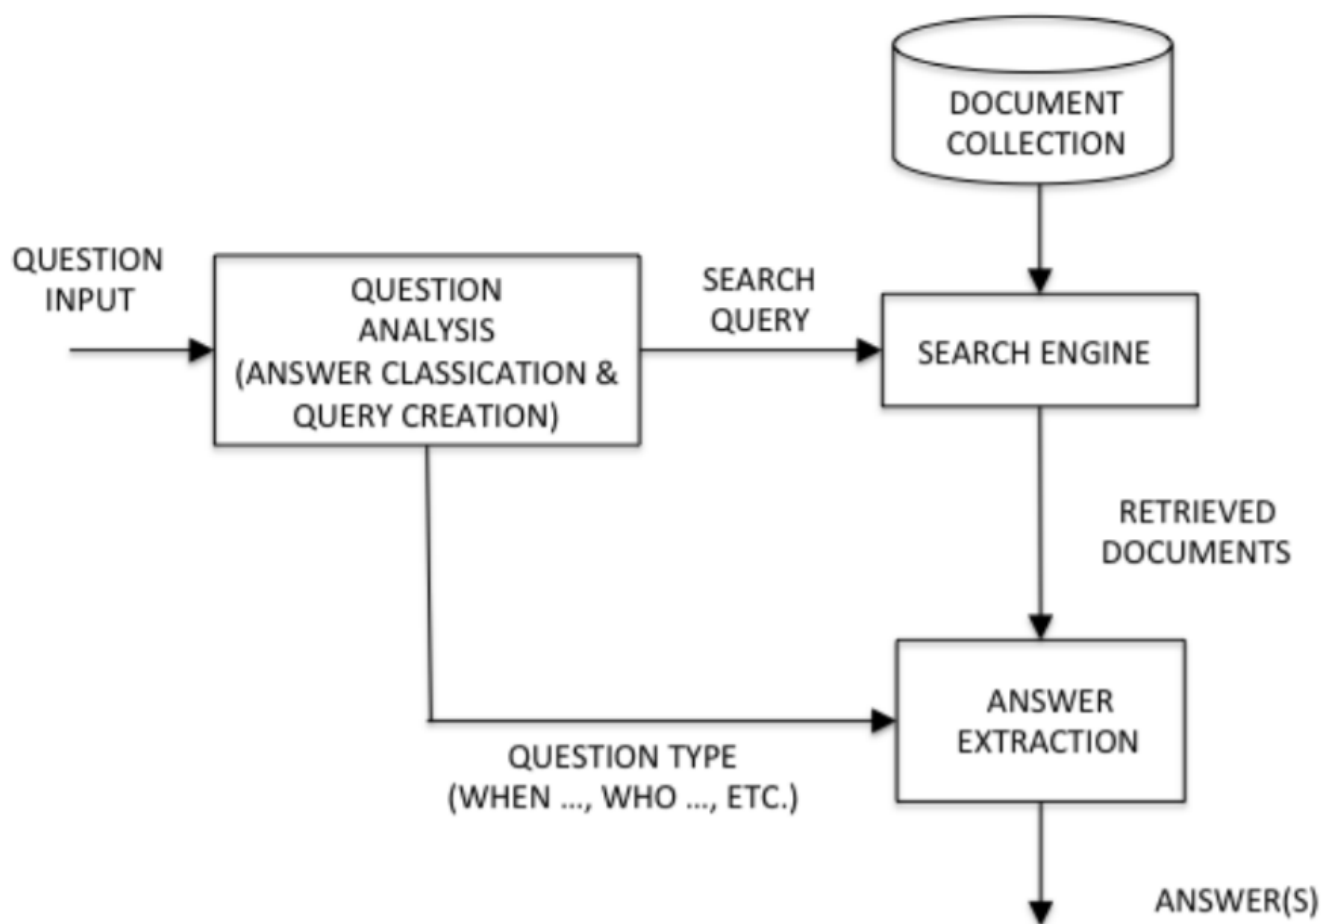 DOCUMENT
COLLECTION
QUESTION
INPUT
QUESTION
ANALYSIS
(ANSWER CLASSICATION &
QUERY CREATION)
SEARCH
QUERY
SEARCH ENGINE
RETRIEVED
DOCUMENTS
ANSWER
EXTRACTION
QUESTION TYPE
(WHEN ..., WHO ..., ETC.)
ANSWER(S)